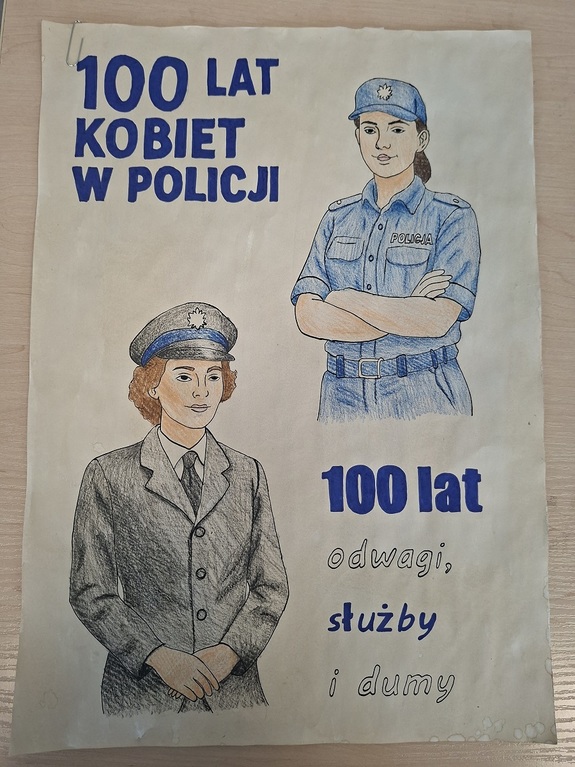 100 LAT
KOBIET
W POLICJI
POLICJA
100 lat
odwagi,
służby
i dumy